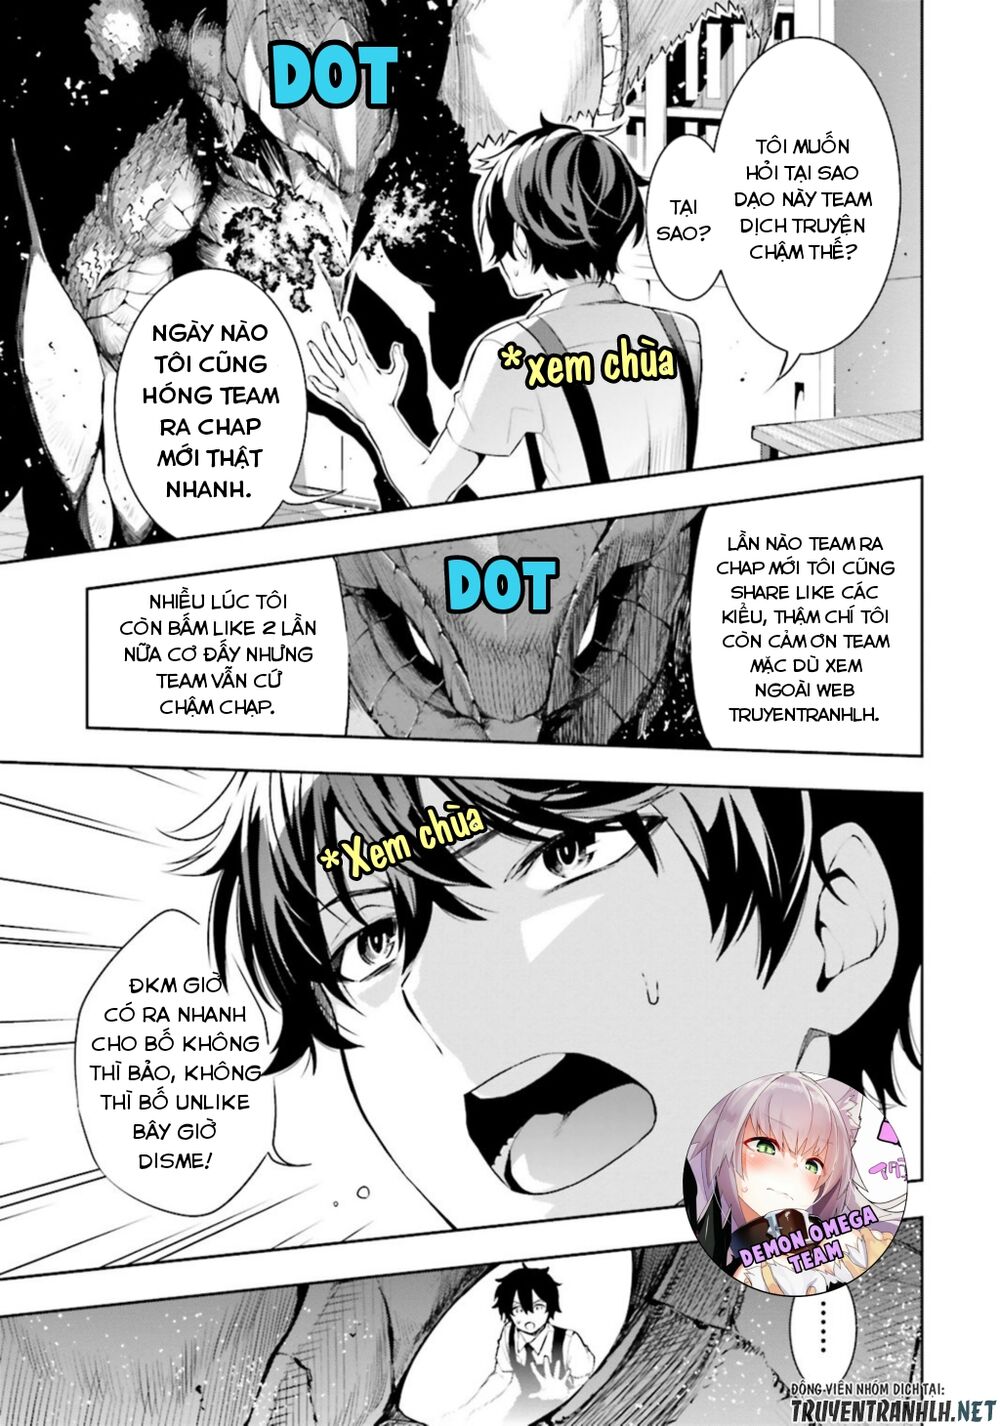 DOT
TÔI MUỐN
HỎI TẠI SAO
DẠO NÀY TEAM
DỊCH TRUYỆN
CHẬM THẾ?
TẠI
SAO?
*xem chùa
NGÀY NÀO
TÔI CŨNG
HÓNG TEAM
RA CHAP
MỚI THẬT
NHANH.
LẦN NÀO TEAM RA
CHAP MỚI TÔI CŨNG
SHARE LIKE CÁC
KIỂU, THẬM CHÍ TÔI
CÒN CẢM ƠN TEAM
MẶC DÙ XEM
NGOÀI WEB
TRUYENTRANHLH.
DOT
NHIỀU LÚC TÔI
CÒN BẤM LIKE 2 LẦN
NỮA CƠ ĐẤY NHƯNG
TEAM VẪN CỨ
CHẬM CHẠP.
*Xem chùa
ĐKM GIỜ
CÓ RA NHANH
CHO BỐ KHÔNG
THÌ BẢO, KHÔNG
THÌ BỐ UNLIKE
BÂY GIỜ
DISME!
DEMON OMEGA
TEAM
......
ĐỘNG VIÊN NHÓM DỊCH TẠI:
TRUYENTRANHLH.NET